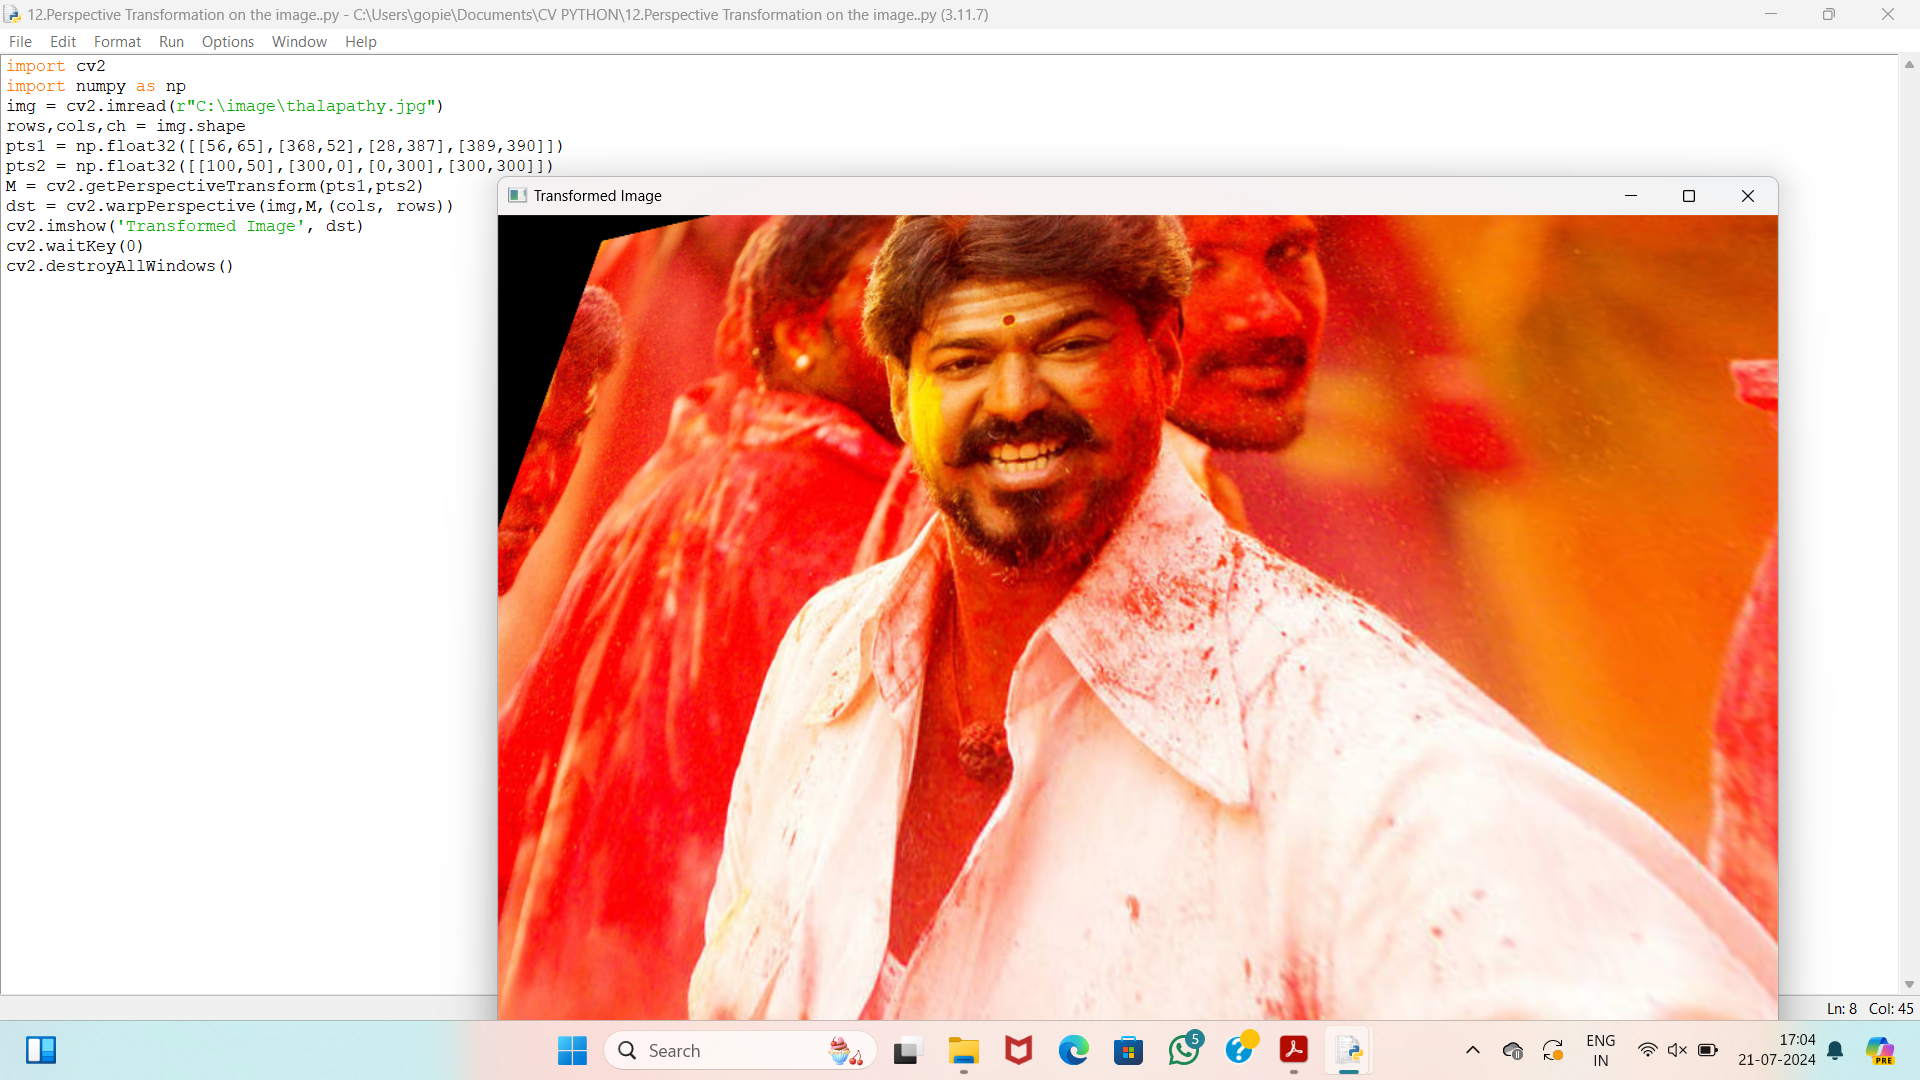 12.Perspective Transformation on the image..py - C:\Users\gopie\Documents\CV PYTHON\12.Perspective Transformation on the image..py (3.11.7)
File Edit Format Run Options Window Help
import cv2
import numpy as np
img = cv2.imread(r"C:\image\thalapathy.jpg")
rows,cols,ch = img.shape
pts1 = np.float32([[56,65],[368,52],[28,387],[389,390]])
pts2 = np.float32([[100,50],[300,0],[0,300],[300,300]])
M = cv2.getPerspectiveTransform(pts1,pts2)
dst = cv2.warpPerspective(img,M,(cols, rows))
cv2.imshow('Transformed Image', dst)
cv2.waitKey(0)
cv2.destroyAllWindows()
Transformed Image
Ln: 8 Col: 45
Search
5
ENG
IN
17:04
21-07-2024
PRE